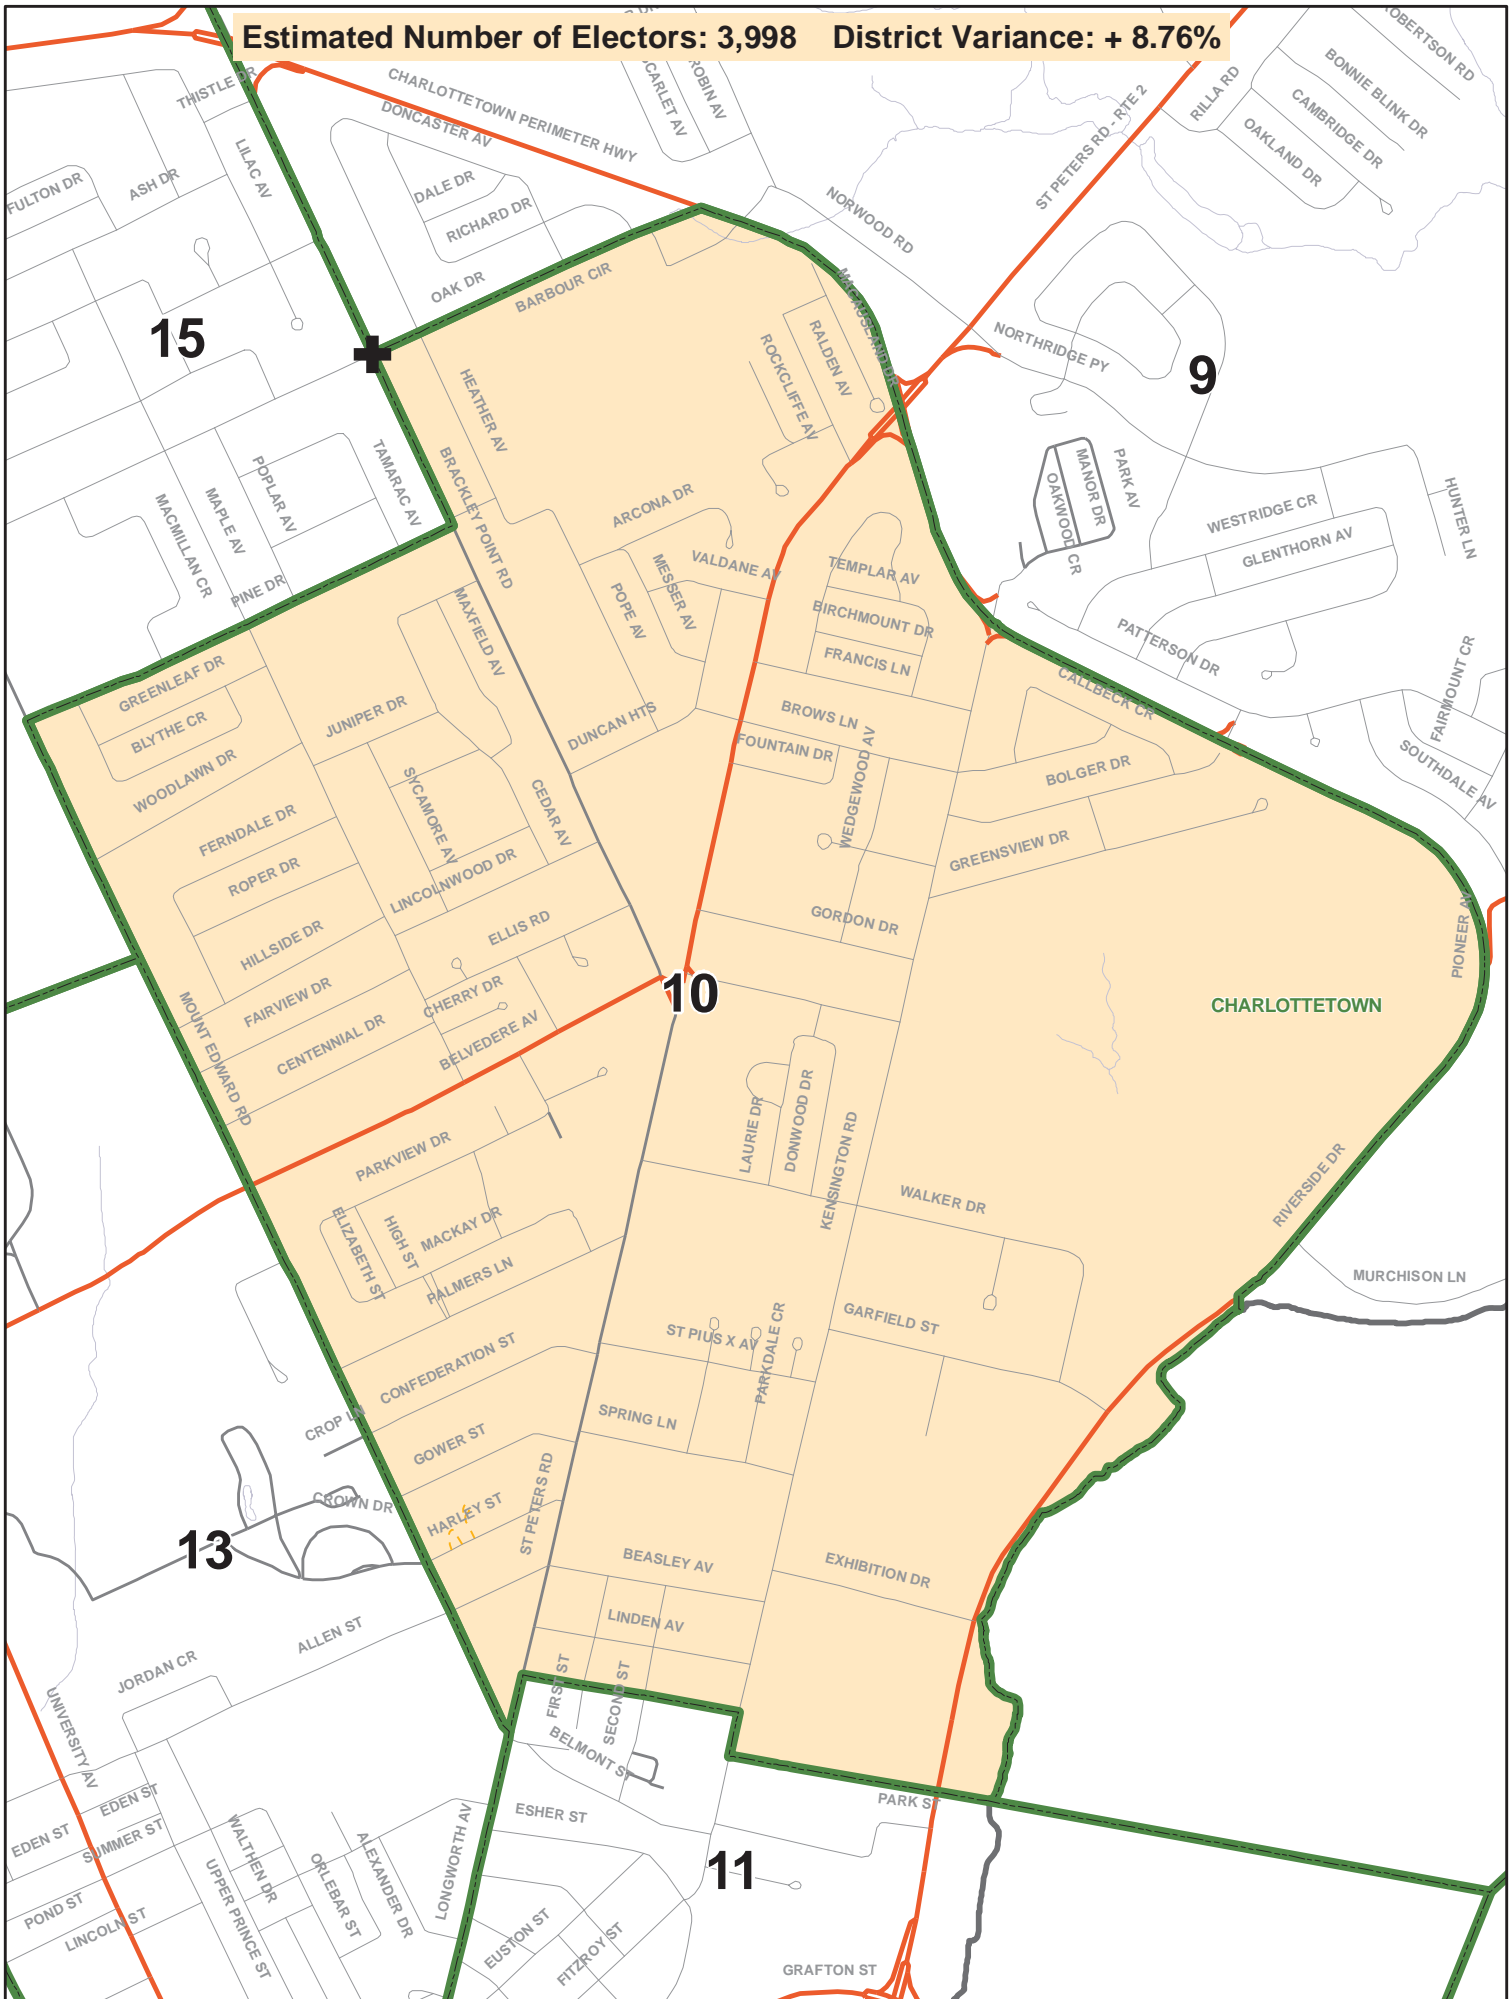 Estimated Number of Electors: 3,998 District Variance: + 8.76%
ROBERTSON RD
BONNIE BLINK DR
RILLA RD
CAMBRIDGE DR
OAKLAND DR
THISTLE DR
CHARLOTTETOWN PERIMETER HWY
SCARLET AV
ROBIN AV
DONCASTER AV
ST PETERS RD - RTE 2
LILAC AV
FULTON DR
ASH DR
DALE DR
RICHARD DR
NORWOOD RD
OAK DR
BARBOUR CIR
MACAUSELAND DR
15
NORTHRIDGE PY
9
RALDEN AV
ROCKCLIFFE AV
HEATHER AV
BRACKLEY POINT RD
TAMARAC AV
POPLAR AV
MAPLE AV
MACMILLAN CR
PINE DR
ARCONA DR
PARK AV
MANOR DR
OAKWOOD CR
HUNTER LN
WESTRIDGE CR
GLENTHORN AV
VALDANE AV
MESSER AV
POPE AV
TEMPLAR AV
BIRCHMOUNT DR
FRANCIS LN
MAXFIELD AV
PATTERSON DR
CALLBECK CR
FAIRMOUNT CR
SOUTHDALE AV
GREENLEAF DR
BLYTHE CR
WOODLAWN DR
JUNIPER DR
DUNCAN HTS
BROWS LN
FOUNTAIN DR
WEDGEWOOD AV
BOLGER DR
SYCAMORE AV
CEDAR AV
FERNDALE DR
ROPER DR
LINCOLNWOOD DR
GREENSVIEW DR
HILLSIDE DR
ELLIS RD
GORDON DR
PIONEER AV
FAIRVIEW DR
CHERRY DR
10
CHARLOTTETOWN
CENTENNIAL DR
BELVEDERE AV
MOUNT EDWARD RD
LAURIE DR
DONWOOD DR
KENSINGTON RD
PARKVIEW DR
WALKER DR
RIVERSIDE DR
ELIZABETH ST
HIGH ST
MACKAY DR
PALMERS LN
MURCHISON LN
GARFIELD ST
ST PIUS X AV
PARKDALE CR
CONFEDERATION ST
SPRING LN
CROP LN
GOWER ST
ST PETERS RD
CROWN DR
HARLEY ST
13
BEASLEY AV
EXHIBITION DR
LINDEN AV
ALLEN ST
JORDAN CR
FIRST ST
SECOND ST
BELMONT ST
UNIVERSITY AV
EDEN ST
EDEN ST
SUMMER ST
ESHER ST
PARK ST
WALTHEN DR
ALEXANDER DR
ORLEBAR ST
LONGWORTH AV
UPPER PRINCE ST
11
POND ST
LINCOLN ST
EUSTON ST
FITZROY ST
GRAFTON ST